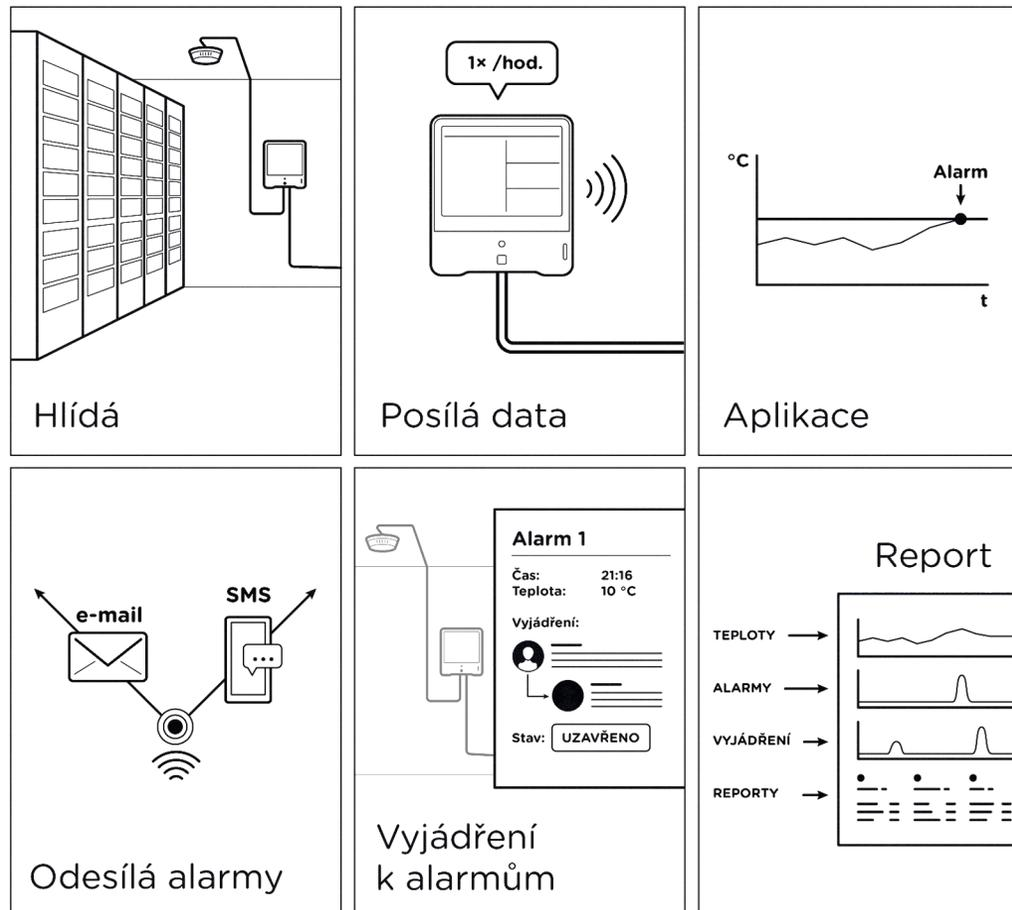 Hlídá
1× /hod.
Posílá data
°C
Alarm
t
Aplikace
e-mail
SMS
Odesílá alarmy
Alarm 1
Čas: 21:16
Teplota: 10 °C
Vyjádření:
Stav: UZAVŘENO
Vyjádření
k alarmům
Report
TEPLOTY
ALARMY
VYJÁDŘENÍ
REPORTY